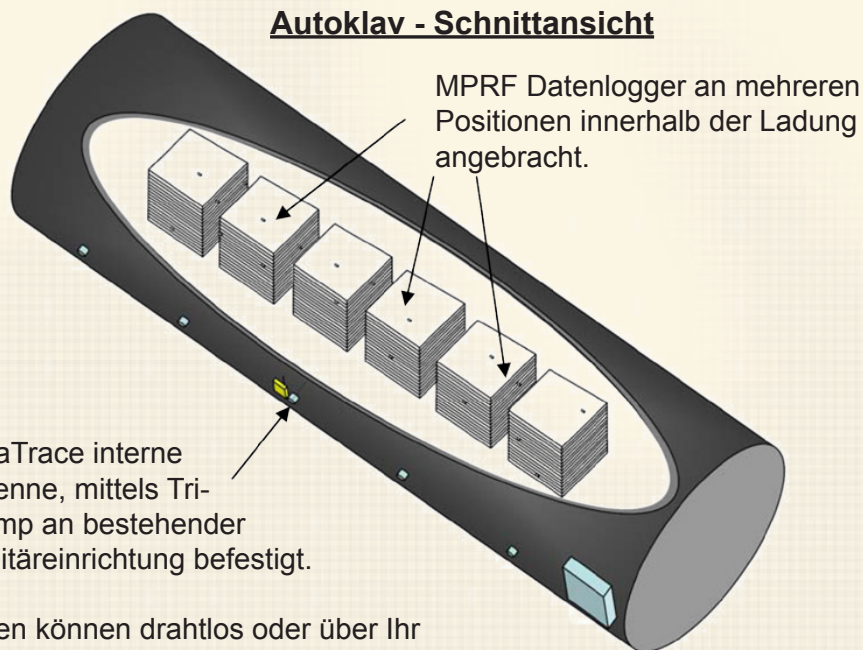 Autoklav - Schnittansicht
MPRF Datenlogger an mehreren
Positionen innerhalb der Ladung
angebracht.
aTrace interne
enne, mittels Tri-
mp an bestehender
itäreinrichtung befestigt.
en können drahtlos oder über Ihr